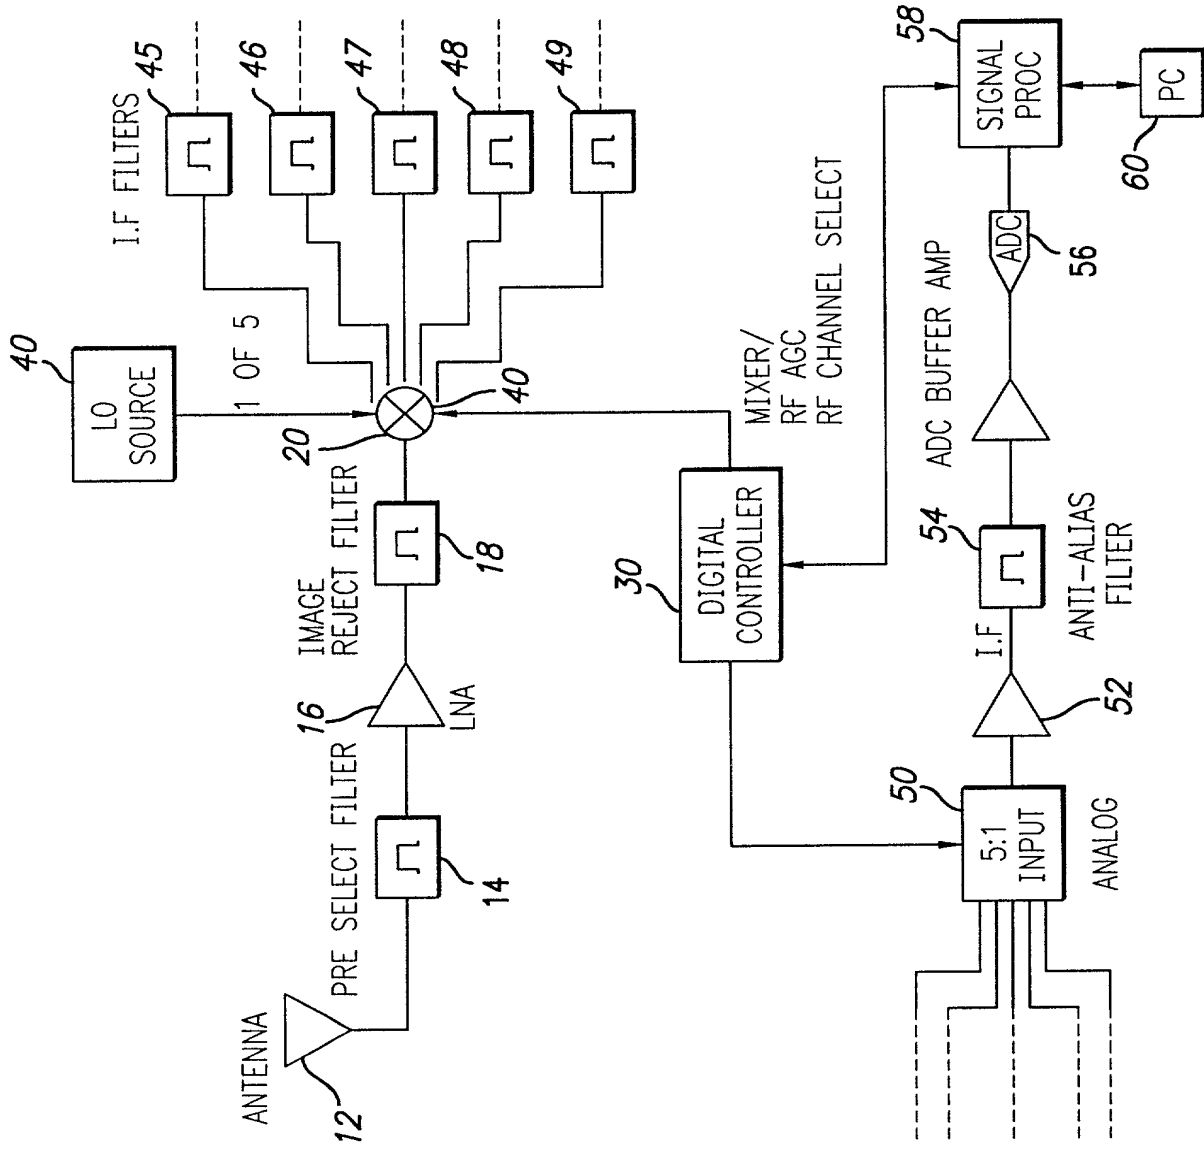 ANTENNA
12
PRE SELECT FILTER
14
16
LNA
IMAGE
REJECT FILTER
18
20
40
LO
SOURCE
40
1 OF 5
I.F FILTERS
45
46
47
48
49
30
DIGITAL
CONTROLLER
MIXER/
RF AGC
RF CHANNEL SELECT
50
5:1
INPUT
ANALOG
52
I.F
54
ANTI-ALIAS
FILTER
ADC BUFFER AMP
ADC
56
58
SIGNAL
PROC
60
PC